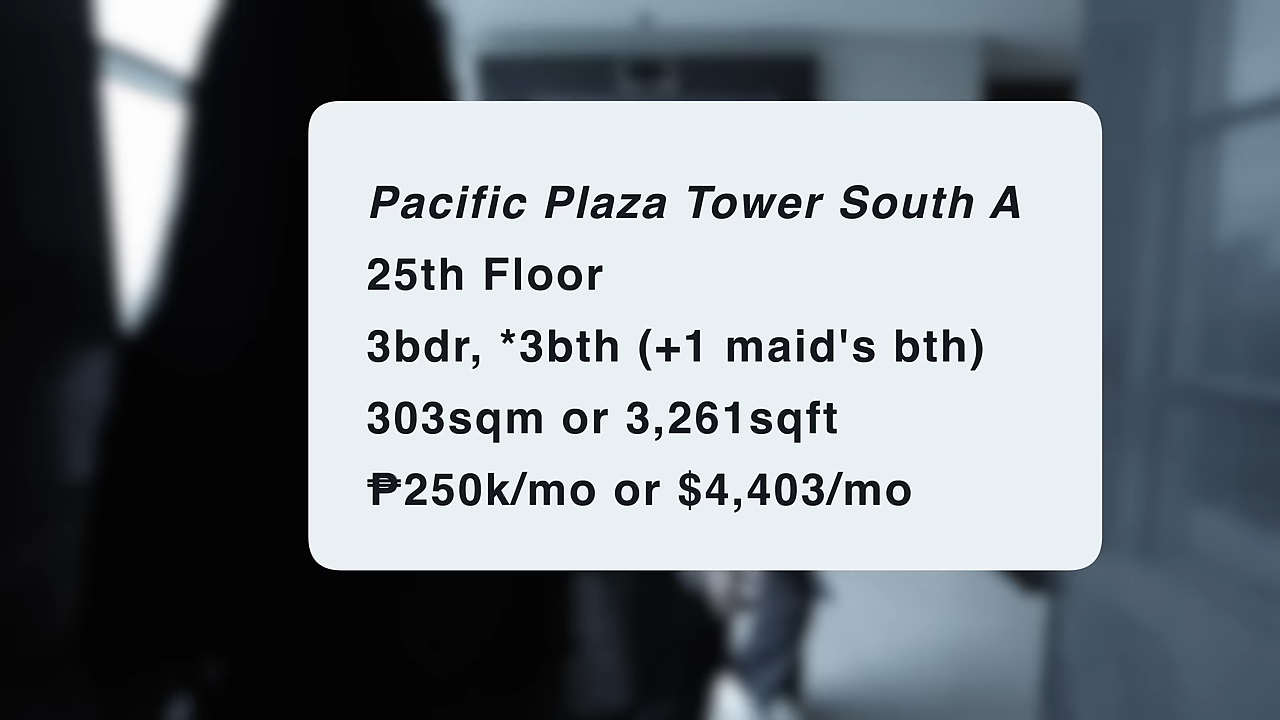 Pacific Plaza Tower South A
25th Floor
3bdr, *3bth (+1 maid's bth)
303sqm or 3,261sqft
₱250k/mo or $4,403/mo